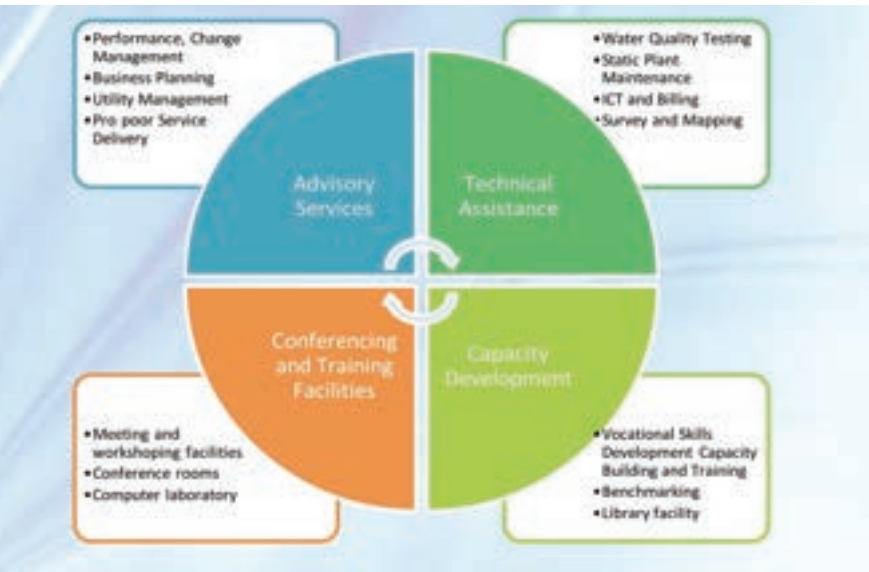 •Performance, Change
Management
•Business Planning
•Utility Management
•Pro poor Service
Delivery
•Water Quality Testing
•Static Plant
Maintenance
•ICT and Billing
•Survey and Mapping
Advisory
Services
Technical
Assistance
Conferencing
and Training
Facilities
Capacity
Development
•Meeting and
workshoping facilities
•Conference rooms
•Computer laboratory
•Vocational Skills
Development Capacity
Building and Training
•Benchmarking
•Library facility